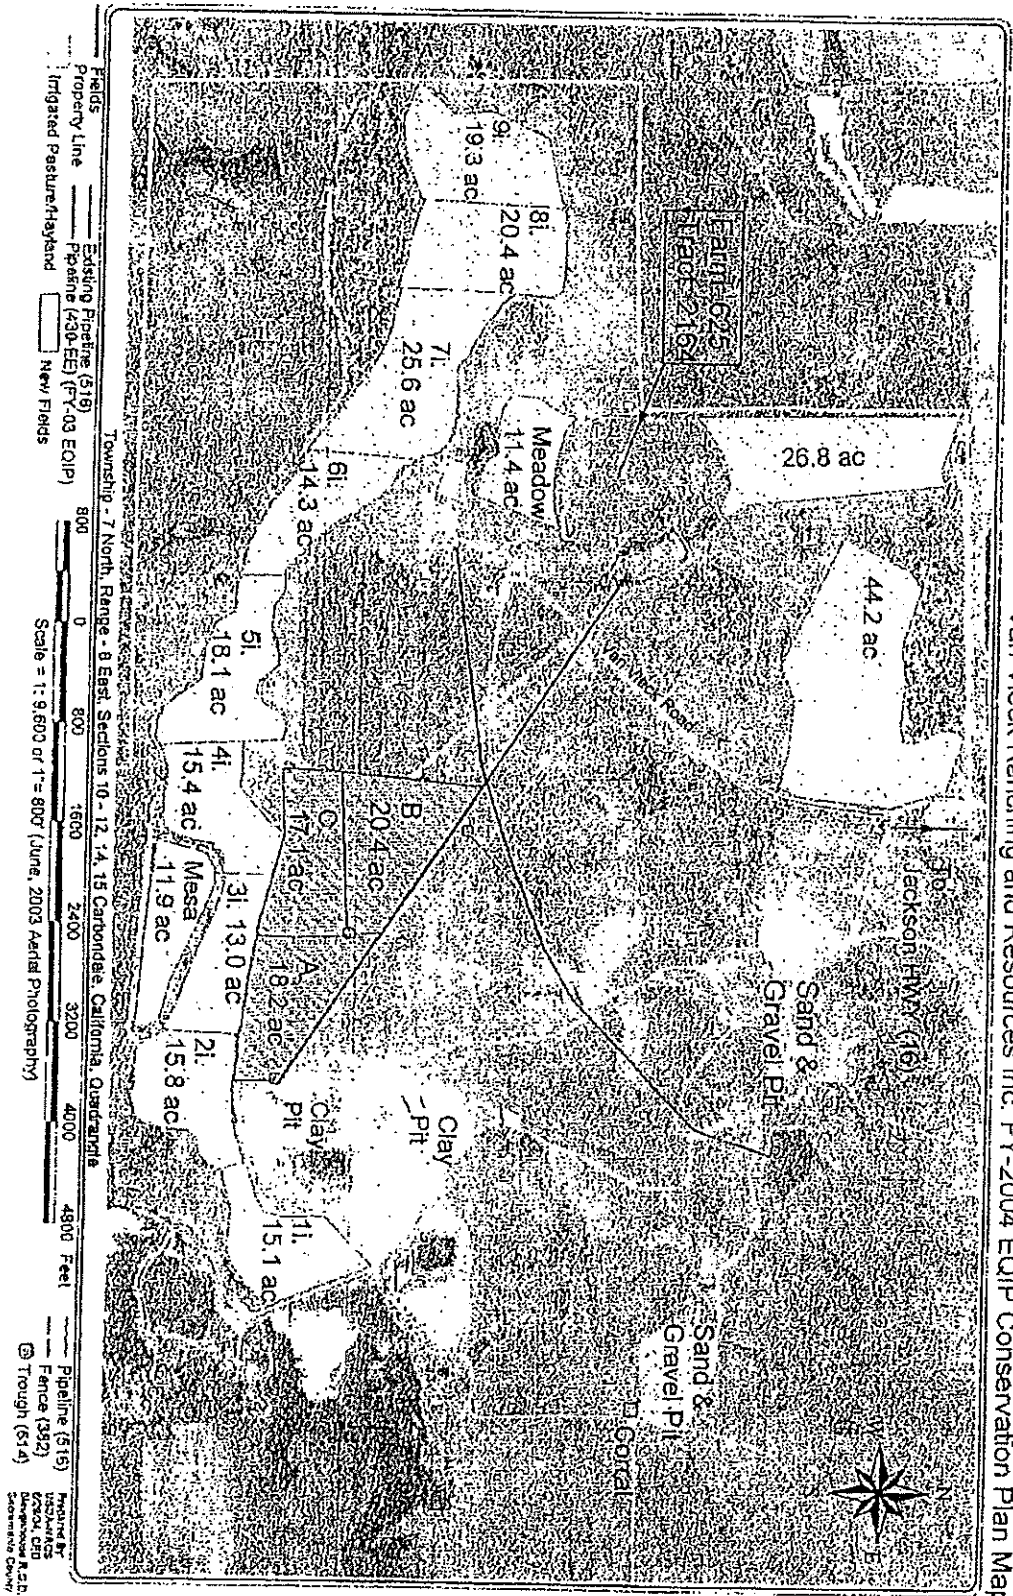 Ranching and Resources Inc. FY-2004 EQIP Conservation Plan
N
E
To:
Jackson HWY (16)
44.2 ac
26.8 ac
Sand &
Gravel Pit
Sand &
Gravel Pit
Corral
Farm 625
Tract 2164
Van Vleck Road
Meadow
11.4 ac
Clay
Pit
Clay
Pit
9i.
19.3 ac
8i.
20.4 ac
7i.
25.6 ac
6i.
14.3 ac
5i.
18.1 ac
4i.
15.4 ac
B
20.4 ac
C
17.1 ac
A
18.2 ac
Mesa
11.9 ac
3i. 13.0 ac
2i.
15.8 ac
1i.
15.1 ac
Township - 7 North, Range - 8 East, Sections 10 - 12, 14, 15 Carbondale, California, Quadrangle
Fields
Property Line
Irrigated Pasture/Hayland
Existing Pipeline (516)
Pipeline (430-EE) (FY-03 EQIP)
New Fields
800 0 800 1600 2400 3200 4000 4800 Feet
Scale = 1: 9,600 or 1" = 800' (June, 2003 Aerial Photography)
Pipeline (516)
Fence (382)
Trough (614)
Prepared BY
USDA-NRCS
Sacramento County